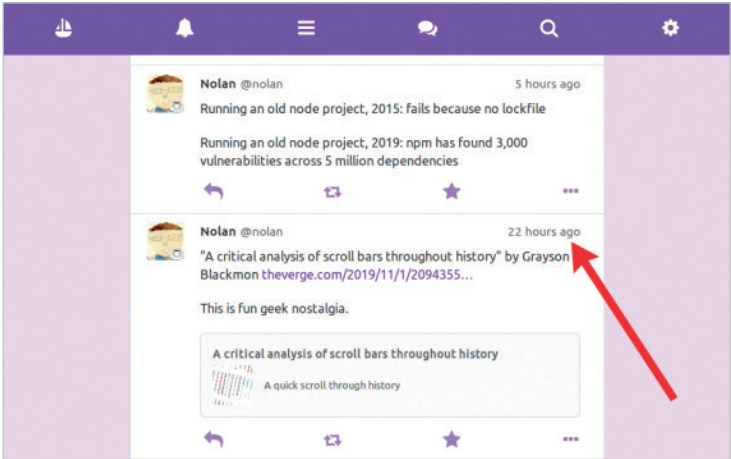 Nolan @nolan 5 hours ago
Running an old node project, 2015: fails because no lockfile
Running an old node project, 2019: npm has found 3,000
vulnerabilities across 5 million dependencies
Nolan @nolan 22 hours ago
"A critical analysis of scroll bars throughout history" by Grayson
Blackmon theverge.com/2019/11/1/2094355...
This is fun geek nostalgia.
A critical analysis of scroll bars throughout history
A quick scroll through history